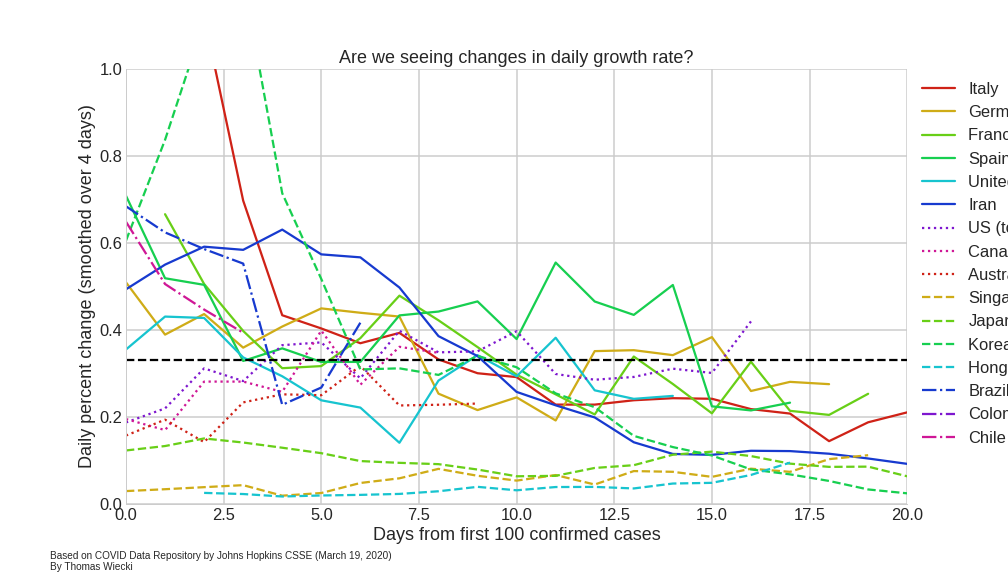 Are we seeing changes in daily growth rate?
Daily percent change (smoothed over 4 days)
1.0
0.8
0.6
0.4
0.2
0.0
0.0 2.5 5.0 7.5 10.0 12.5 15.0 17.5 20.0
Days from first 100 confirmed cases
Italy
Germ
Franc
Spain
Unite
Iran
US (t
Cana
Austr
Singa
Japan
Korea
Hong
Brazil
Colon
Chile
Based on COVID Data Repository by Johns Hopkins CSSE (March 19, 2020)
By Thomas Wiecki